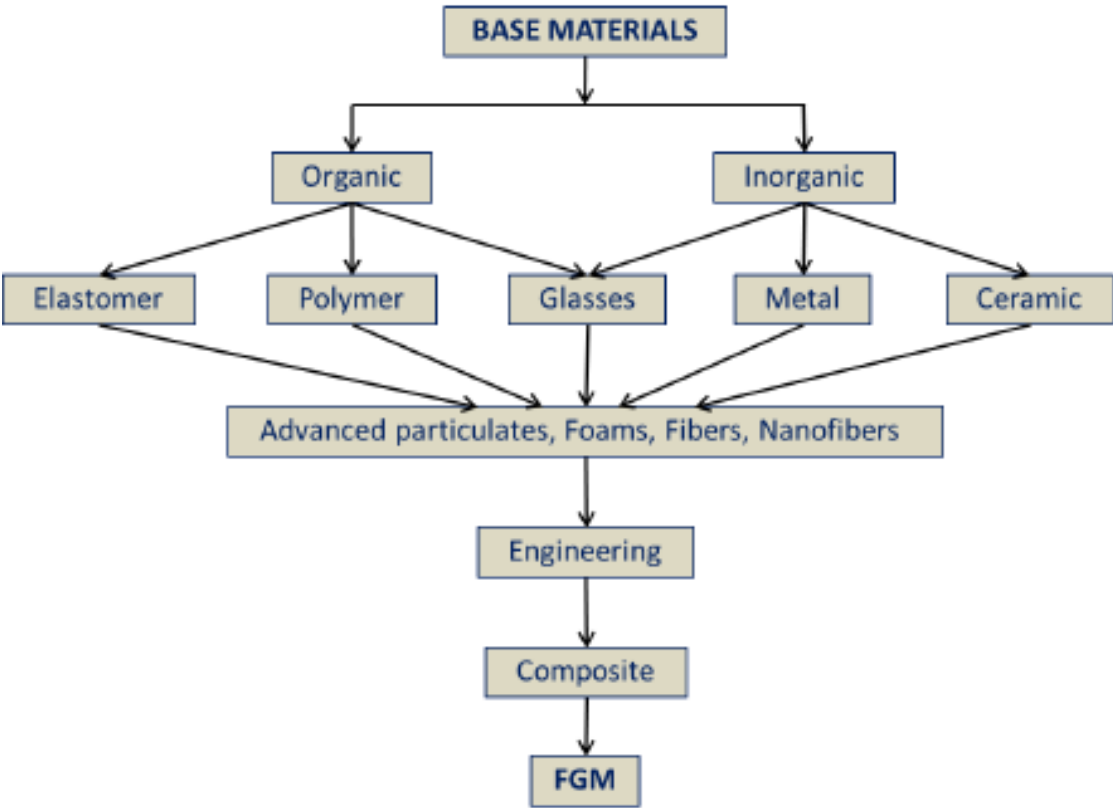 BASE MATERIALS
Organic
Inorganic
Elastomer
Polymer
Glasses
Metal
Ceramic
Advanced particulates, Foams, Fibers, Nanofibers
Engineering
Composite
FGM